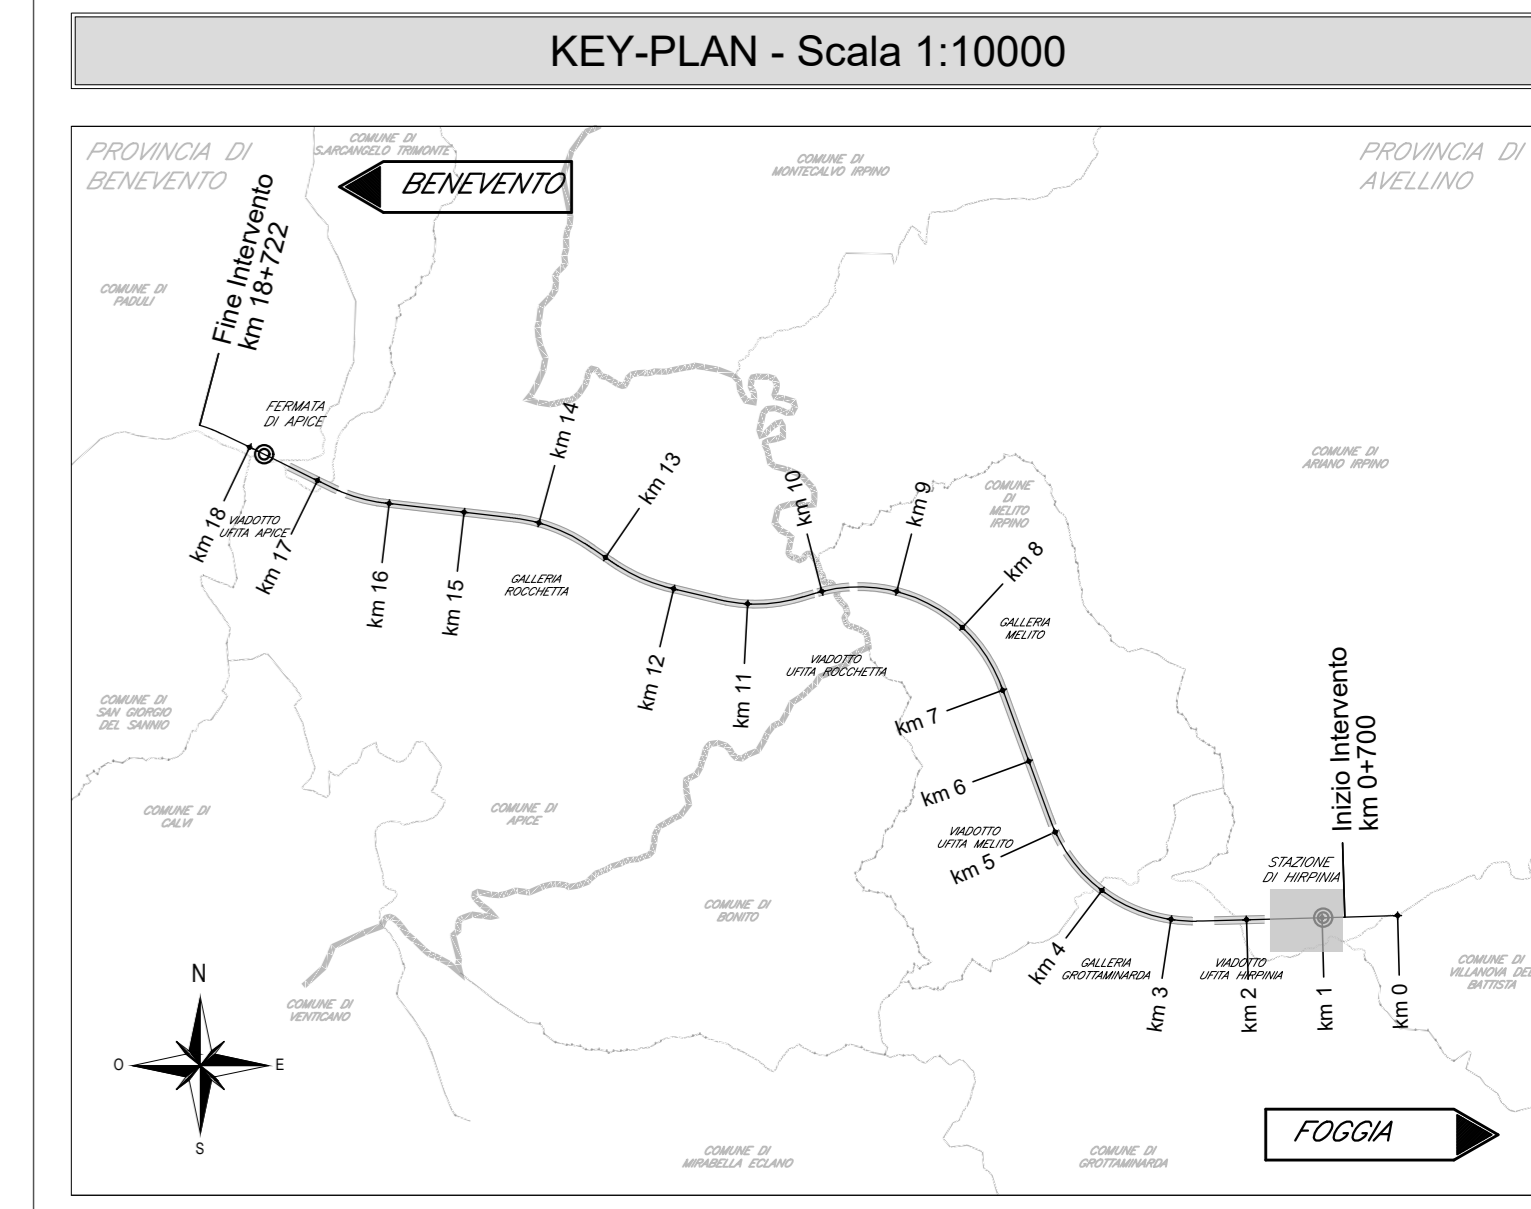 KEY-PLAN - Scala 1:10000
PROVINCIA DI
BENEVENTO
COMUNE DI
S.ARCANGELO TRIMONTE
BENEVENTO
COMUNE DI
MONTECALVO IRPINO
PROVINCIA DI
AVELLINO
Fine Intervento
km 18+722
COMUNE DI
PADULI
FERMATA
DI APICE
km 14
km 13
km 10
km 9
COMUNE
DI
MELITO
IRPINO
COMUNE DI
ARIANO IRPINO
km 18
VIADOTTO
UFITA APICE
km 17
km 16
km 15
GALLERIA
ROCCHETTA
km 8
GALLERIA
MELITO
km 12
km 11
VIADOTTO
UFITA ROCCHETTA
km 7
COMUNE DI
SAN GIORGIO
DEL SANNIO
km 6
Inizio Intervento
km 0+700
COMUNE DI
CALVI
COMUNE DI
APICE
VIADOTTO
UFITA MELITO
km 5
STAZIONE
DI HIRPINIA
COMUNE DI
BONITO
km 4
GALLERIA
GROTTAMINARDA
km 3
VIADOTTO
UFITA HIRPINIA
km 2
km 1
km 0
COMUNE DI
VILLANOVA DEL
BATTISTA
COMUNE DI
VENTICANO
N
O
E
S
FOGGIA
COMUNE DI
MIRABELLA ECLANO
COMUNE DI
GROTTAMINARDA